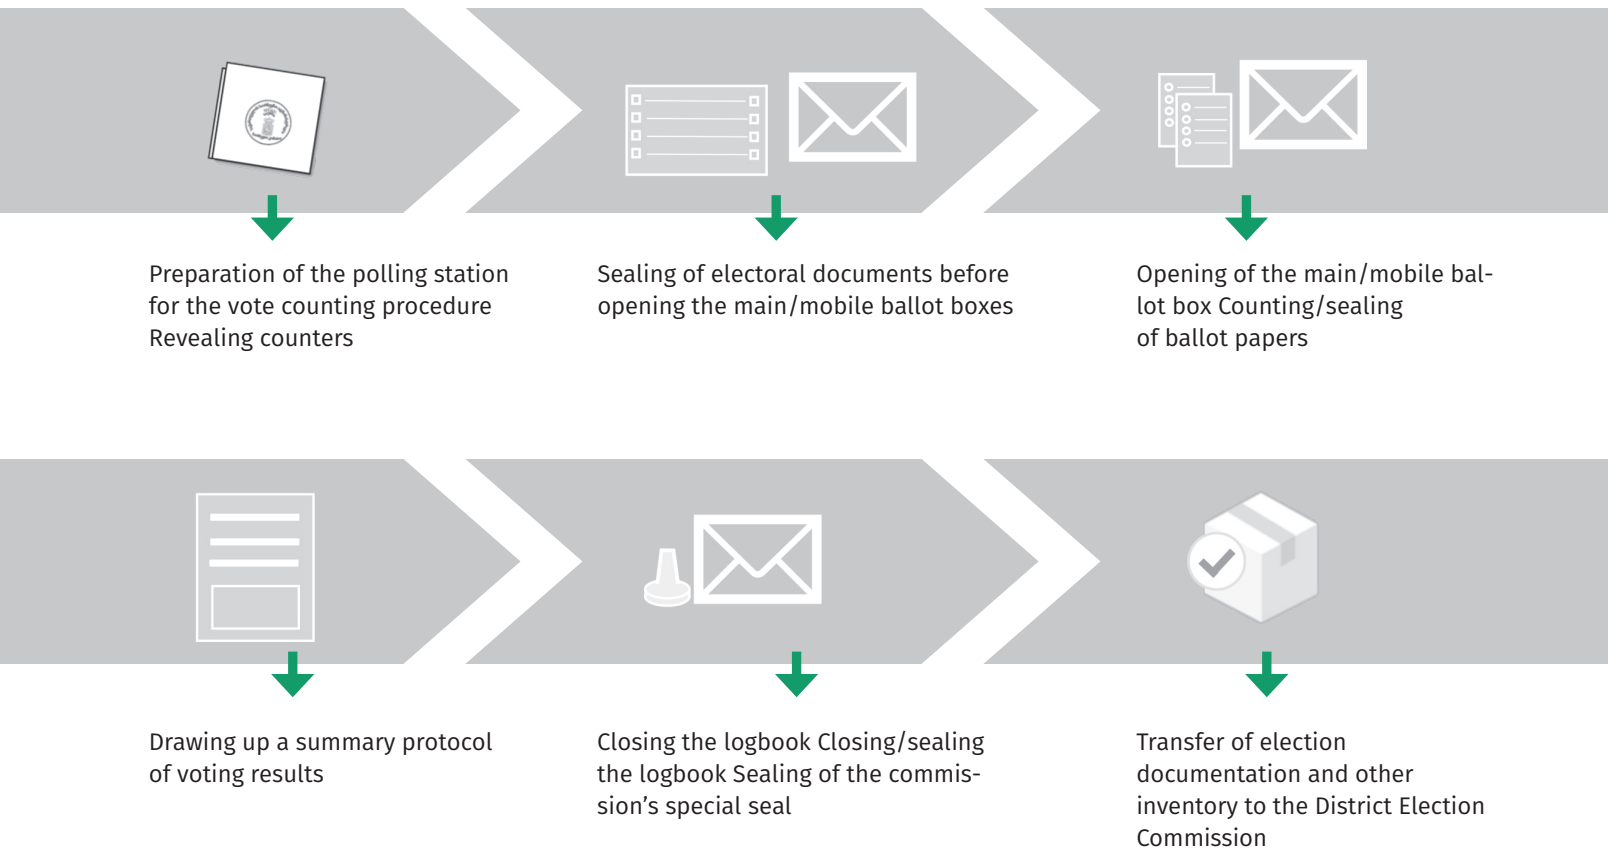 Preparation of the polling station
for the vote counting procedure
Revealing counters
Sealing of electoral documents before
opening the main/mobile ballot boxes
Opening of the main/mobile bal-
lot box Counting/sealing
of ballot papers
Drawing up a summary protocol
of voting results
Closing the logbook Closing/sealing
the logbook Sealing of the commis-
sion’s special seal
Transfer of election
documentation and other
inventory to the District Election
Commission